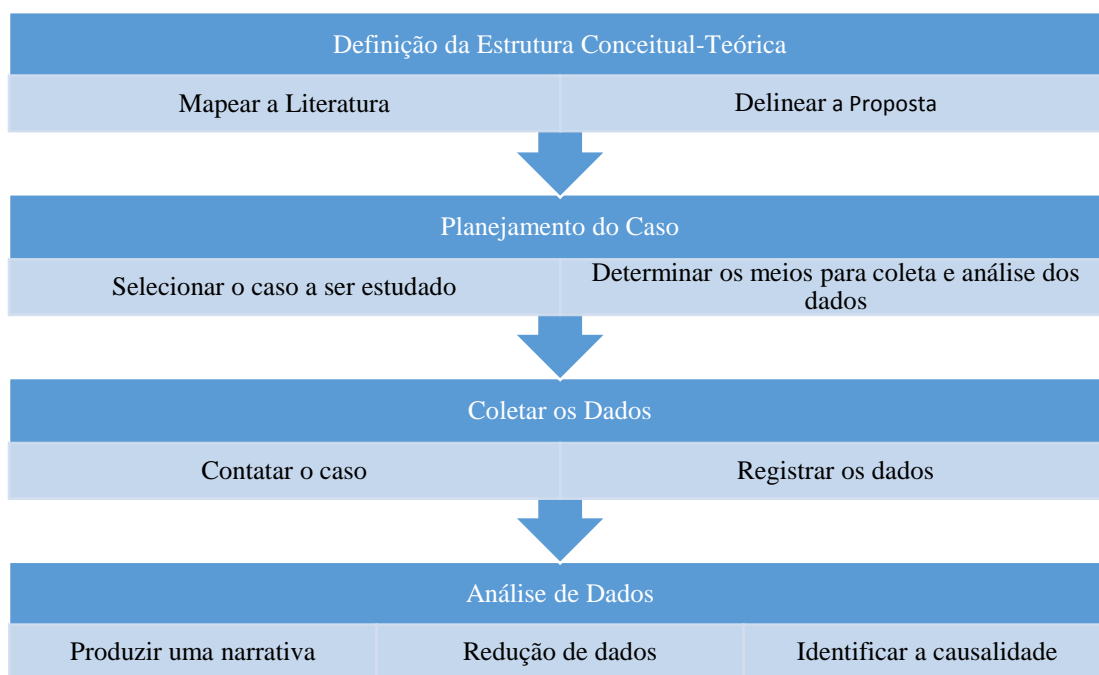 Definição da Estrutura Conceitual-Teórica
Mapear a Literatura
Delinear a Proposta
Planejamento do Caso
Selecionar o caso a ser estudado
Determinar os meios para coleta e análise dos
dados
Coletar os Dados
Contatar o caso
Registrar os dados
Análise de Dados
Produzir uma narrativa
Redução de dados
Identificar a causalidade